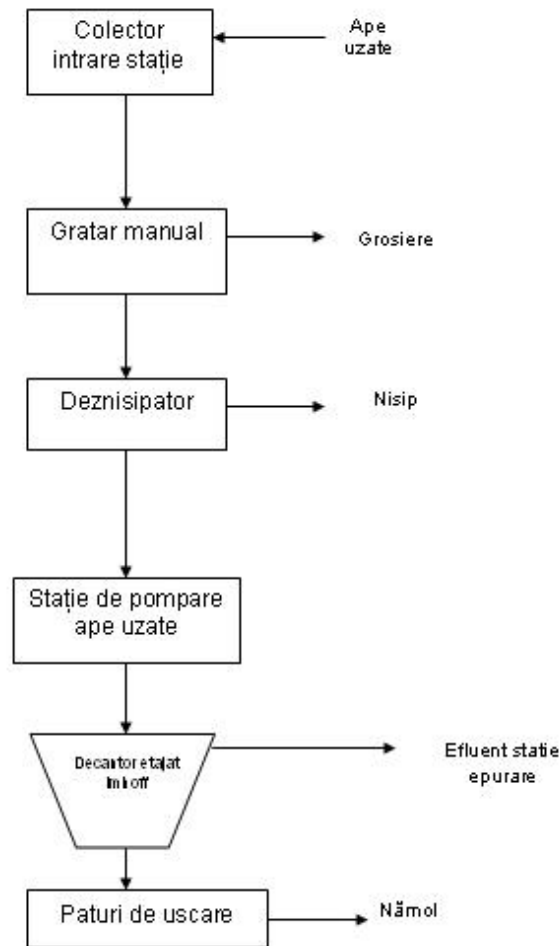 Colector
intrare stație
Ape
uzate
Gratar manual
Grosiere
Deznisipator
Nisip
Stație de pompare
ape uzate
Decantor etajat
Imhoff
Efluent statie
epurare
Paturi de uscare
Nămol